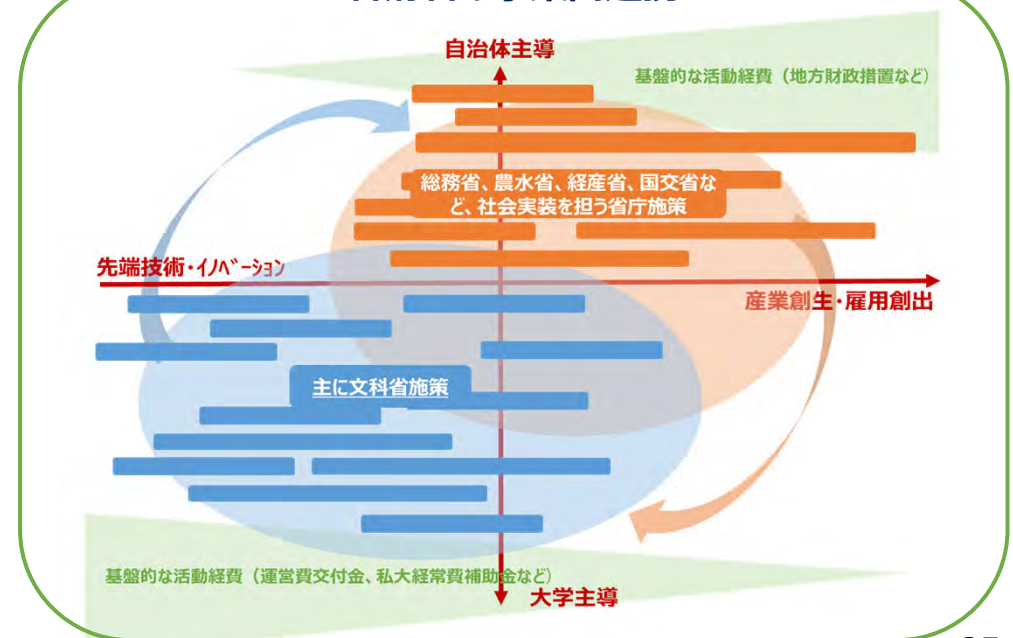 自治体主導
基盤的な活動経費（地方財政措置など）
総務省、農水省、経産省、国交省な
ど、社会実装を担う省庁施策
先端技術・ｲﾉﾍﾞｰｼｮﾝ
産業創生・雇用創出
主に文科省施策
基盤的な活動経費（運営費交付金、私大経常費補助金など）
大学主導